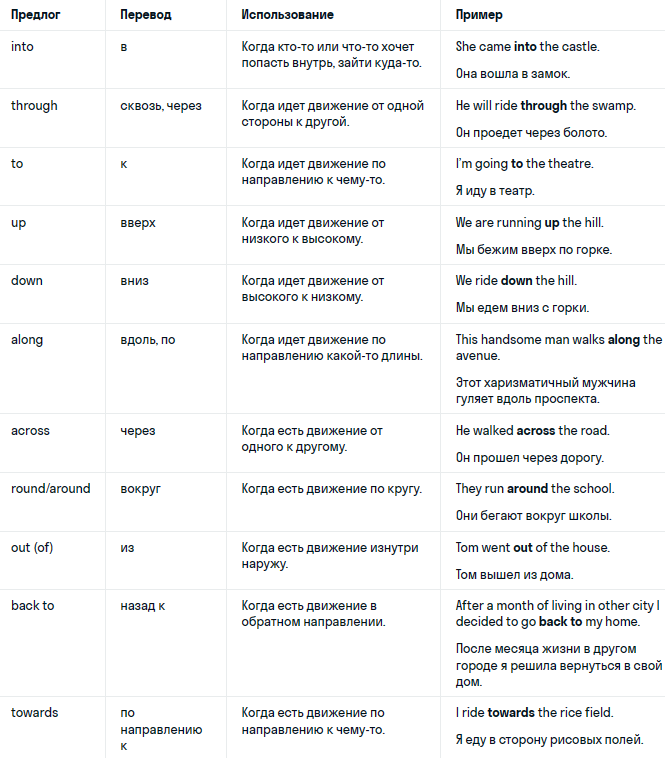 Предлог Перевод Использование Пример
into в Когда кто-то или что-то хочет She came into the castle.
попасть внутрь, зайти куда-то.
Она вошла в замок.
through сквозь, через Когда идет движение от одной He will ride through the swamp.
стороны к другой.
Он проедет через болото.
to к Когда идет движение по I'm going to the theatre.
направлению к чему-то.
Я иду в театр.
up вверх Когда идет движение от We are running up the hill.
низкого к высокому.
Мы бежим вверх по горке.
down вниз Когда идет движение от We ride down the hill.
высокого к низкому.
Мы едем вниз с горки.
along вдоль, по Когда идет движение по This handsome man walks along the
направлению какой-то длины. avenue.
Этот харизматичный мужчина
гуляет вдоль проспекта.
across через Когда есть движение от He walked across the road.
одного к другому.
Он прошел через дорогу.
round/around вокруг Когда есть движение по кругу. They run around the school.
Они бегают вокруг школы.
out (of) из Когда есть движение изнутри Tom went out of the house.
наружу.
Том вышел из дома.
back to назад к Когда есть движение в After a month of living in other city I
обратном направлении. decided to go back to my home.
После месяца жизни в другом
городе я решила вернуться в свой
дом.
towards по Когда есть движение по I ride towards the rice field.
направлению направлению к чему-то.
к Я еду в сторону рисовых полей.